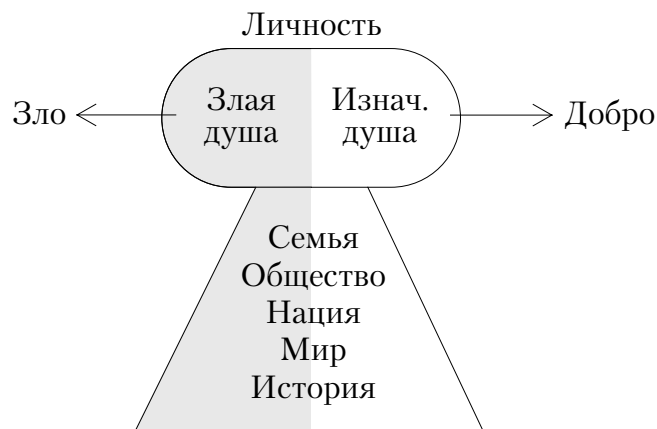 Личность
Зло
Злая
душа
Изнач.
душа
Добро
Семья
Общество
Нация
Мир
История